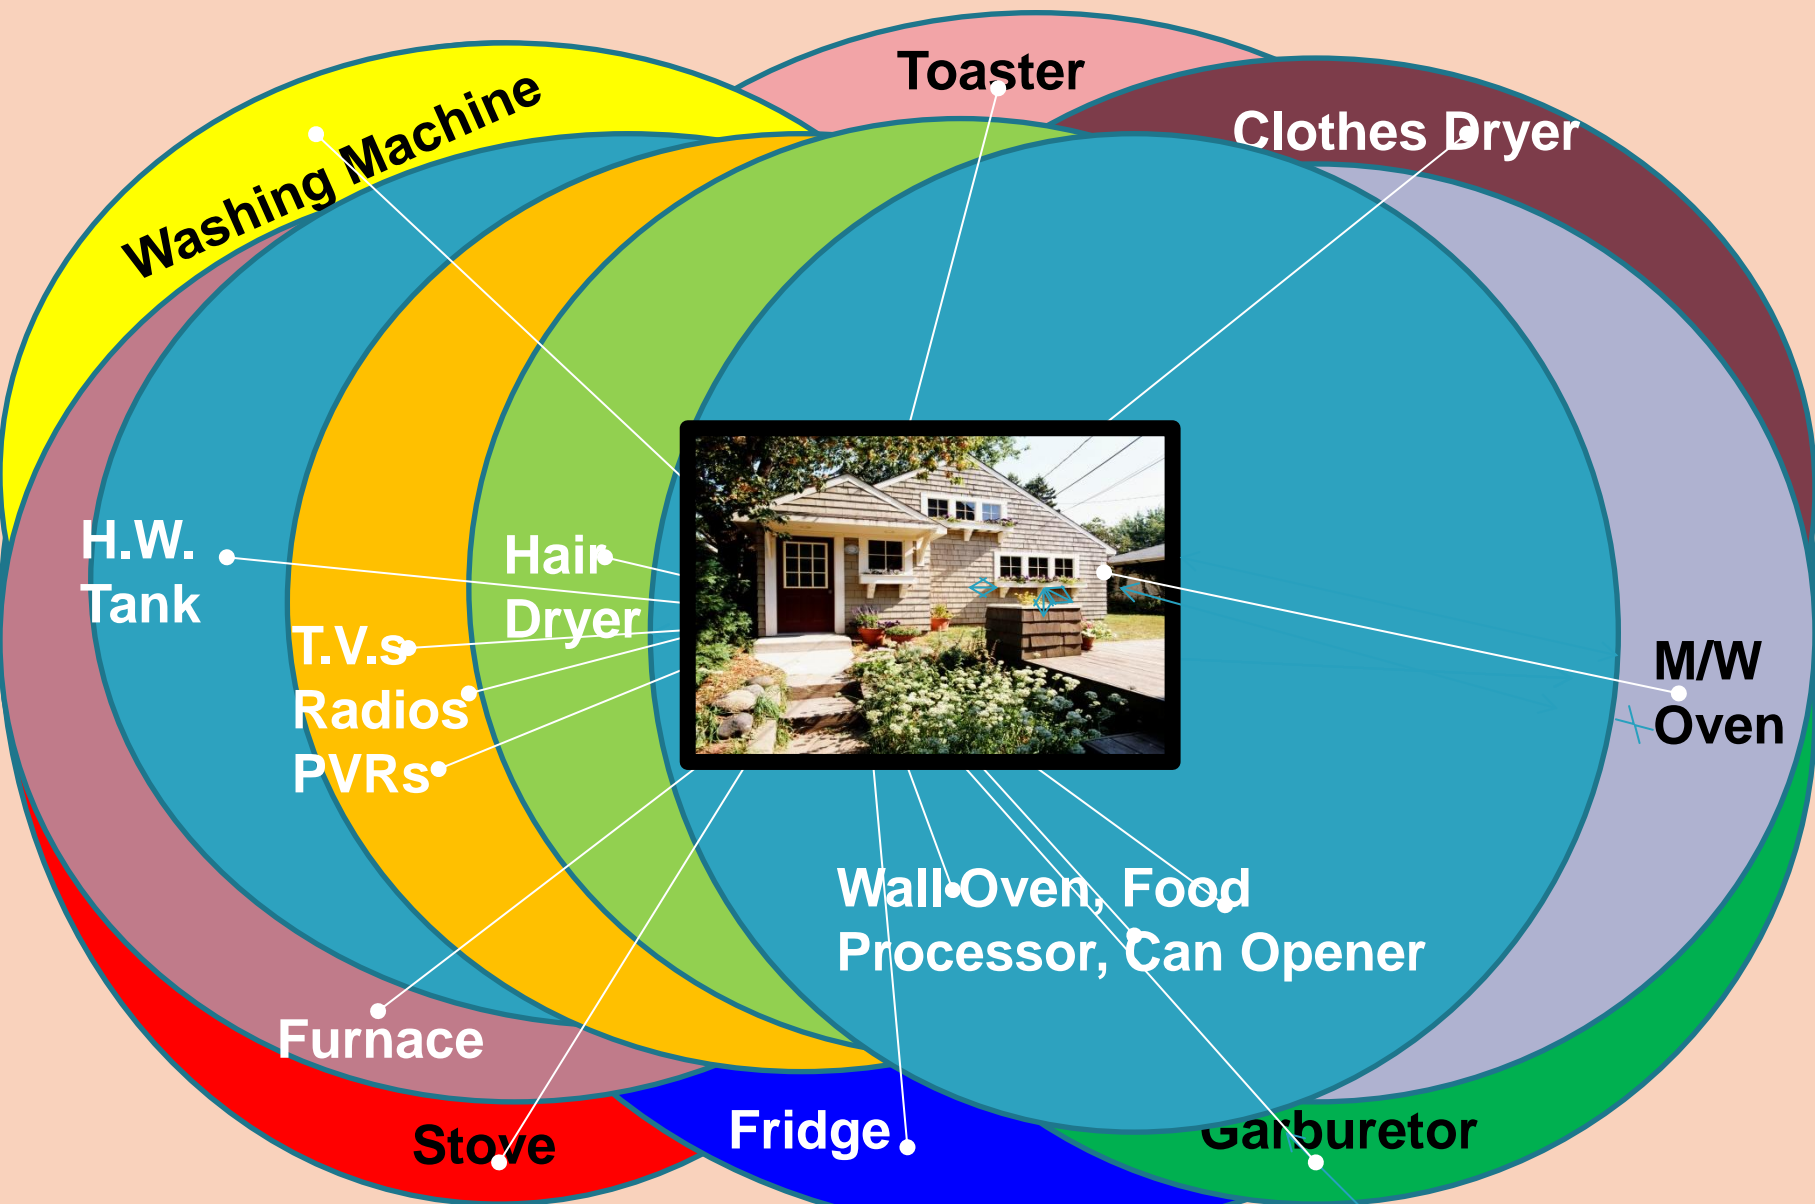 Toaster
Washing Machine
Clothes Dryer
H.W.
Tank
Hair
Dryer
T.V.s
Radios
PVRs
M/W
Oven
Wall Oven, Food
Processor, Can Opener
Furnace
Stove
Fridge
Garburetor